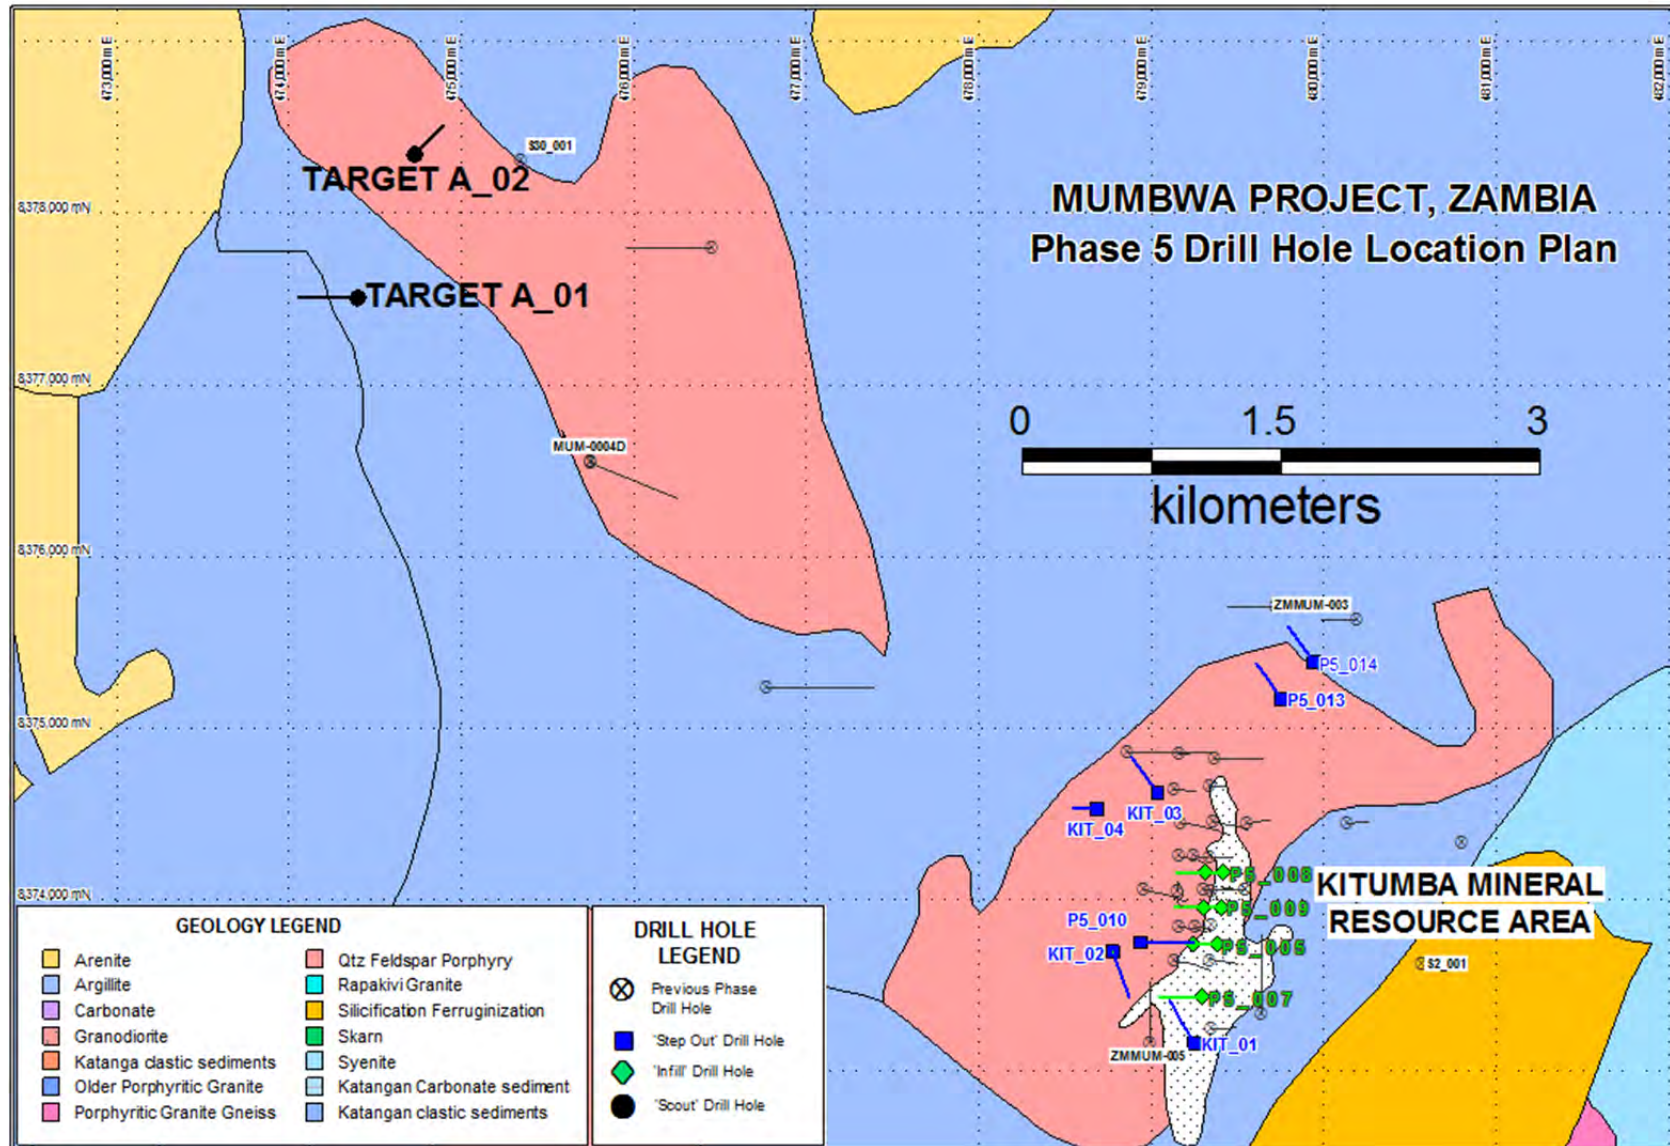 473,000 mE
474,000 mE
475,000 mE
476,000 mE
477,000 mE
478,000 mE
479,000 mE
480,000 mE
481,000 mE
482,000 mE
S30_001
TARGET A_02
8,378,000 mN
MUMBWA PROJECT, ZAMBIA
Phase 5 Drill Hole Location Plan
TARGET A_01
8,377,000 mN
0 1.5 3
kilometers
MUM-0004D
8,376,000 mN
ZMMUM-003
P5_014
P5_013
8,375,000 mN
KIT_03
KIT_04
P5_008
KITUMBA MINERAL
RESOURCE AREA
8,374,000 mN
P5_009
P5_010
P5_005
KIT_02
S2_001
P5_007
KIT_01
ZMMUM-005
GEOLOGY LEGEND
Arenite
Argillite
Carbonate
Granodiorite
Katanga clastic sediments
Older Porphyritic Granite
Porphyritic Granite Gneiss
Qtz Feldspar Porphyry
Rapakivi Granite
Silicification Ferruginization
Skarn
Syenite
Katangan Carbonate sediment
Katangan clastic sediments
DRILL HOLE
LEGEND
Previous Phase
Drill Hole
'Step Out' Drill Hole
'Infill' Drill Hole
'Scout' Drill Hole